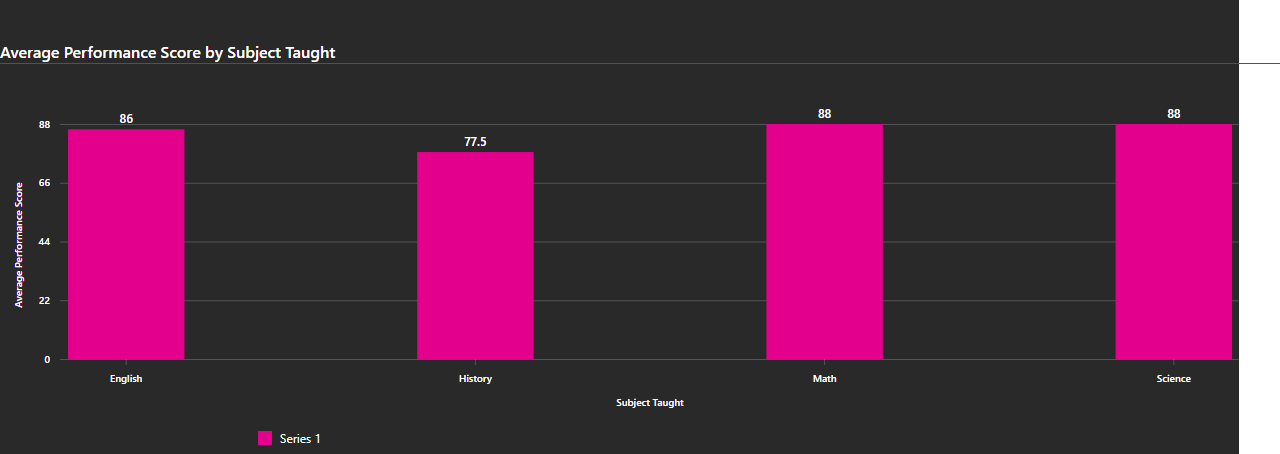 Average Performance Score by Subject Taught
86
77.5
88
88
88
66
44
22
0
Average Performance Score
English
History
Math
Science
Subject Taught
Series 1